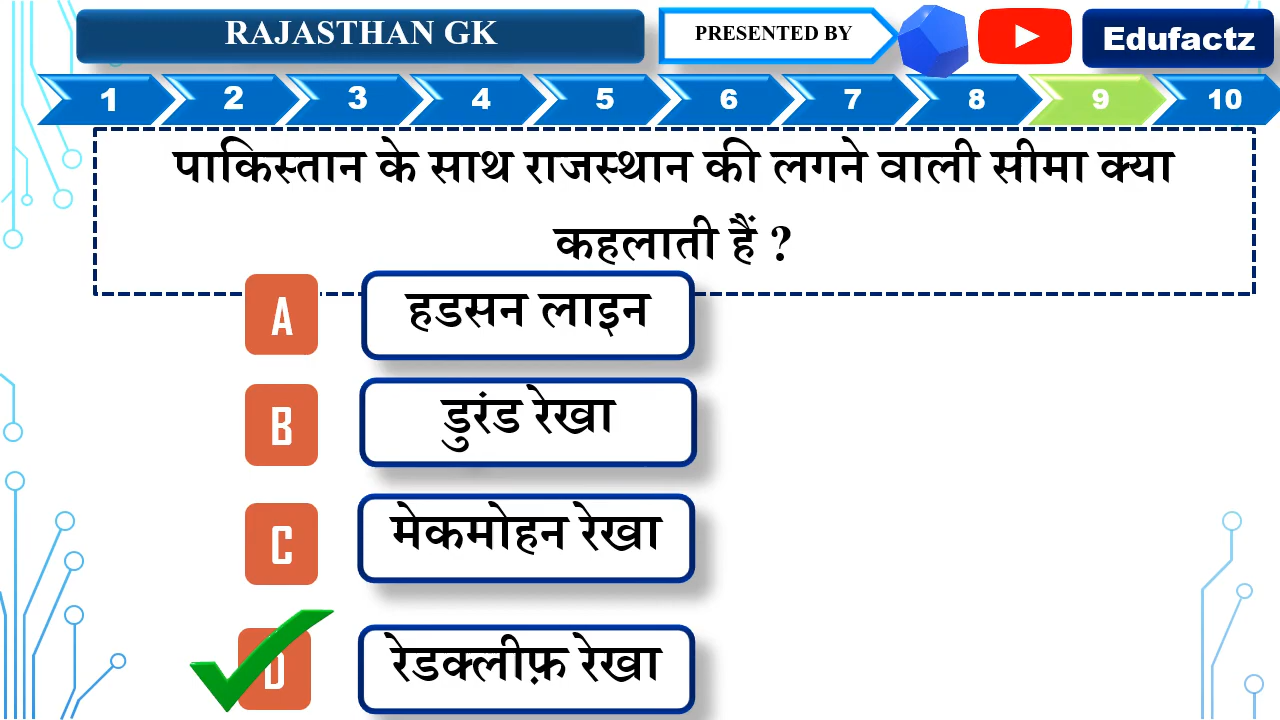 RAJASTHAN GK
PRESENTED BY
Edufactz
1 2 3 4 5 6 7 8 9 10
पाकिस्तान के साथ राजस्थान की लगने वाली सीमा क्या
कहलाती हैं ?
A हडसन लाइन
B डुरंड रेखा
C मेकमोहन रेखा
D रेडक्लीफ़ रेखा